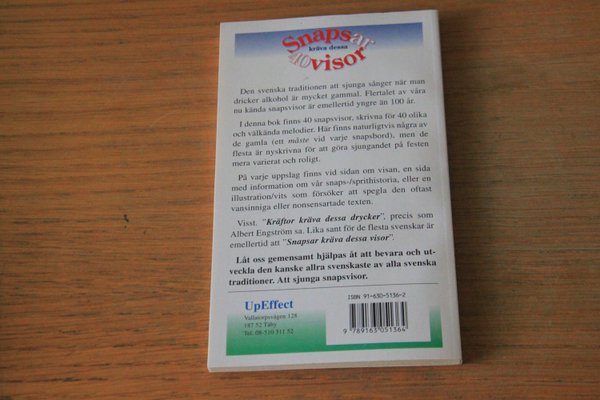 Snapsar
kräva dessa
40 visor
Den svenska traditionen att sjunga sånger när man
dricker alkohol är mycket gammal. Flertalet av våra
nu kända snapsvisor är emellertid yngre än 100 år.
I denna bok finns 40 snapsvisor, skrivna för 40 olika
och välkända melodier. Här finns naturligtvis några av
de gamla (ett måste vid varje snapsbord), men de
flesta är nyskrivna för att göra sjungandet på festen
mera varierat och roligt.
På varje uppslag finns vid sidan om visan, en sida
med information om vår snaps-/sprithistoria, eller en
illustration/vits som försöker att spegla den oftast
vansinniga eller nonsensartade texten.
Visst. "Kräftor kräva dessa drycker", precis som
Albert Engström sa. Lika sant för de flesta svenskar är
emellertid att "Snapsar kräva dessa visor".
Låt oss gemensamt hjälpas åt att bevara och ut-
veckla den kanske allra svenskaste av alla svenska
traditioner. Att sjunga snapsvisor.
UpEffect
Vallatorpsvägen 128
187 52 Täby
Tel. 08-510 511 52
ISBN 91-630-5136-2
9 789163 051364